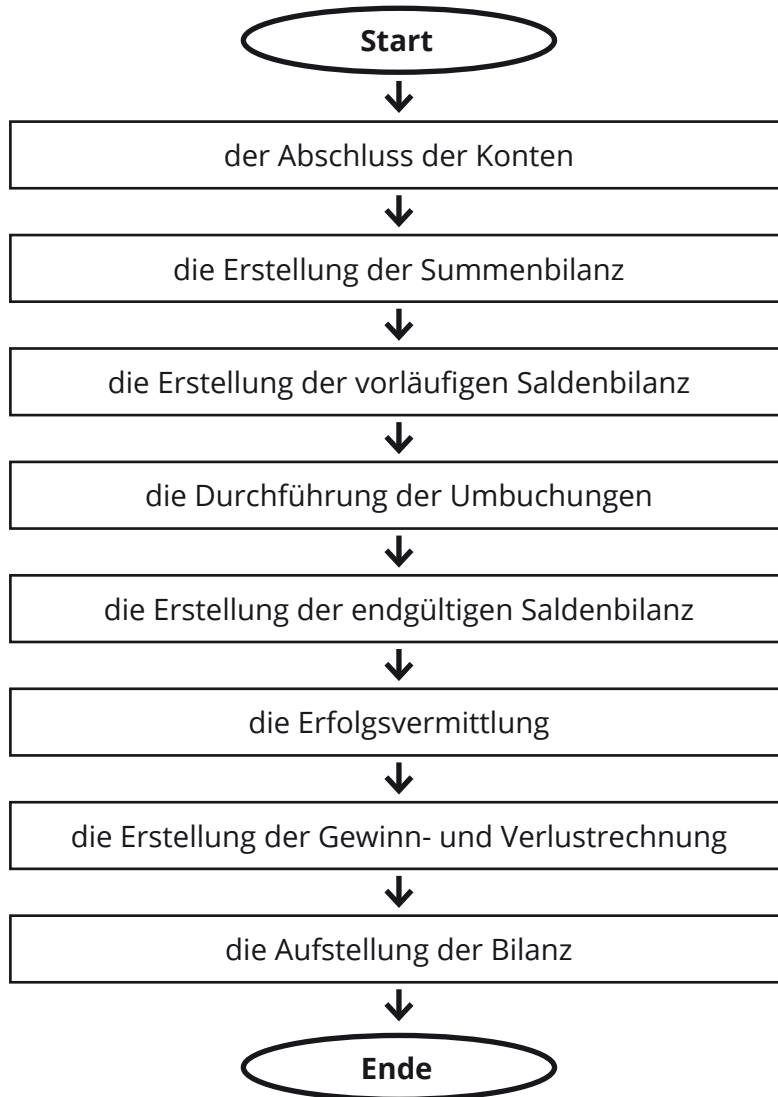 Start
der Abschluss der Konten
die Erstellung der Summenbilanz
die Erstellung der vorläufigen Saldenbilanz
die Durchführung der Umbuchungen
die Erstellung der endgültigen Saldenbilanz
die Erfolgsvermittlung
die Erstellung der Gewinn- und Verlustrechnung
die Aufstellung der Bilanz
Ende